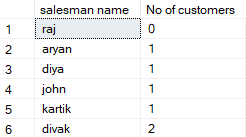 salesman name No of customers
1 raj 0
2 aryan 1
3 diya 1
4 john 1
5 kartik 1
6 divak 2